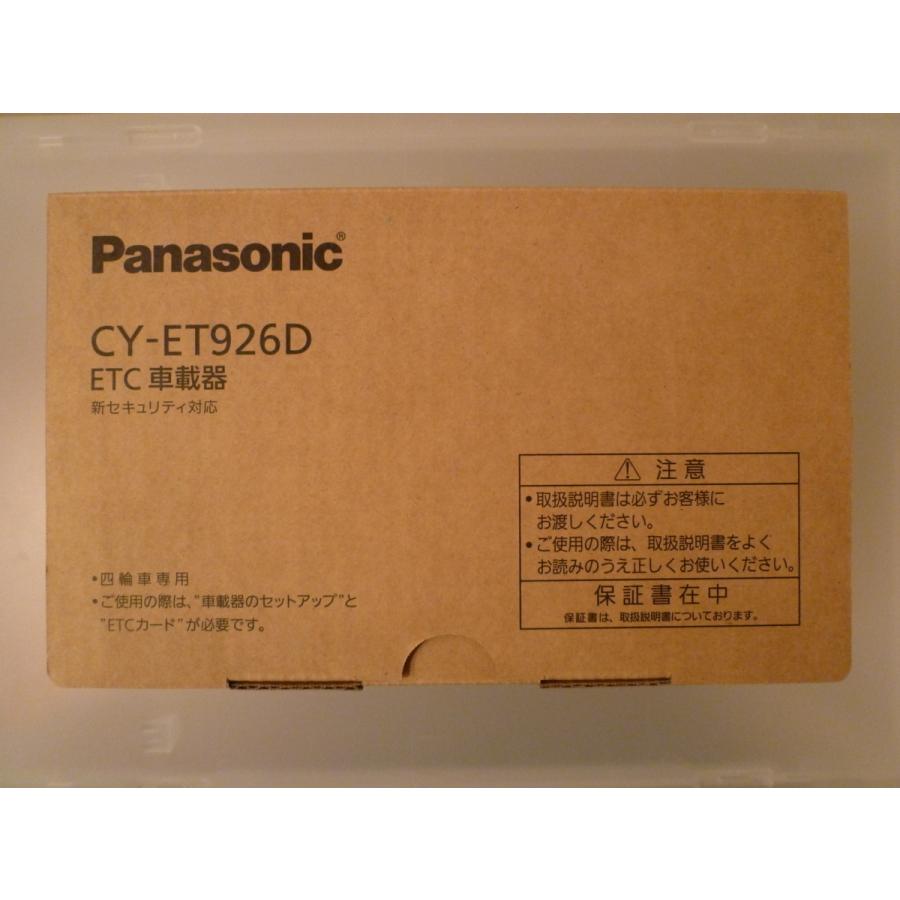 Panasonic®
CY-ET926D
ETC 車載器
新セキュリティ対応
•四輪車専用
•ご使用の際は、"車載器のセットアップ"と
"ETCカード"が必要です。
⚠ 注意
•取扱説明書は必ずお客様に
お渡しください。
•ご使用の際は、取扱説明書をよく
お読みのうえ正しくお使いください。
保証書在中
保証書は、取扱説明書についております。